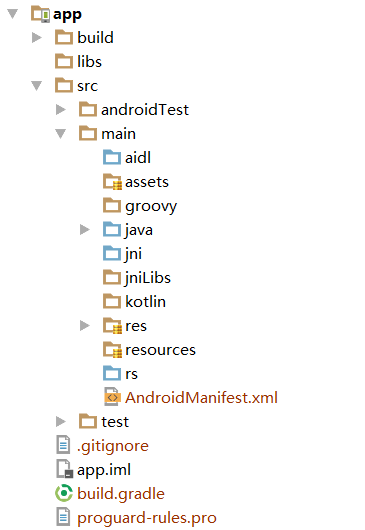 app
build
libs
src
androidTest
main
aidl
assets
groovy
java
jni
jniLibs
kotlin
res
resources
rs
AndroidManifest.xml
test
.gitignore
app.iml
build.gradle
proguard-rules.pro